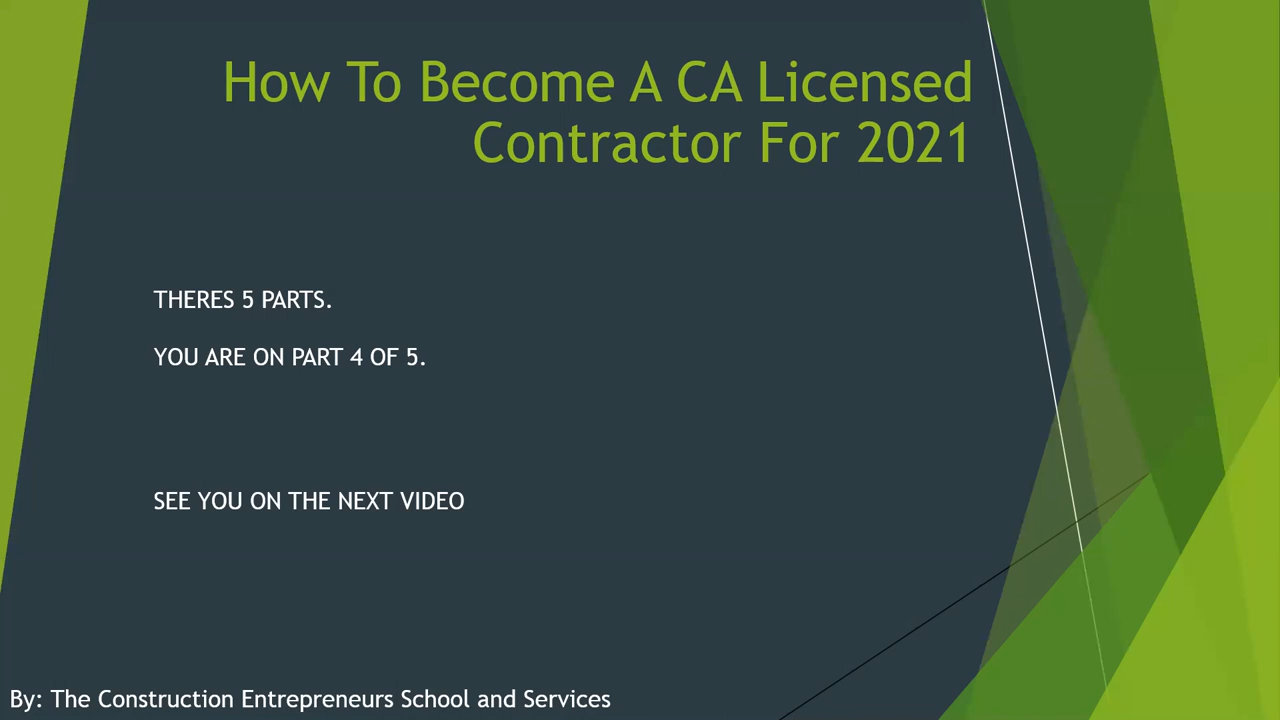 How To Become A CA Licensed
Contractor For 2021
THERES 5 PARTS.
YOU ARE ON PART 4 OF 5.
SEE YOU ON THE NEXT VIDEO
By: The Construction Entrepreneurs School and Services